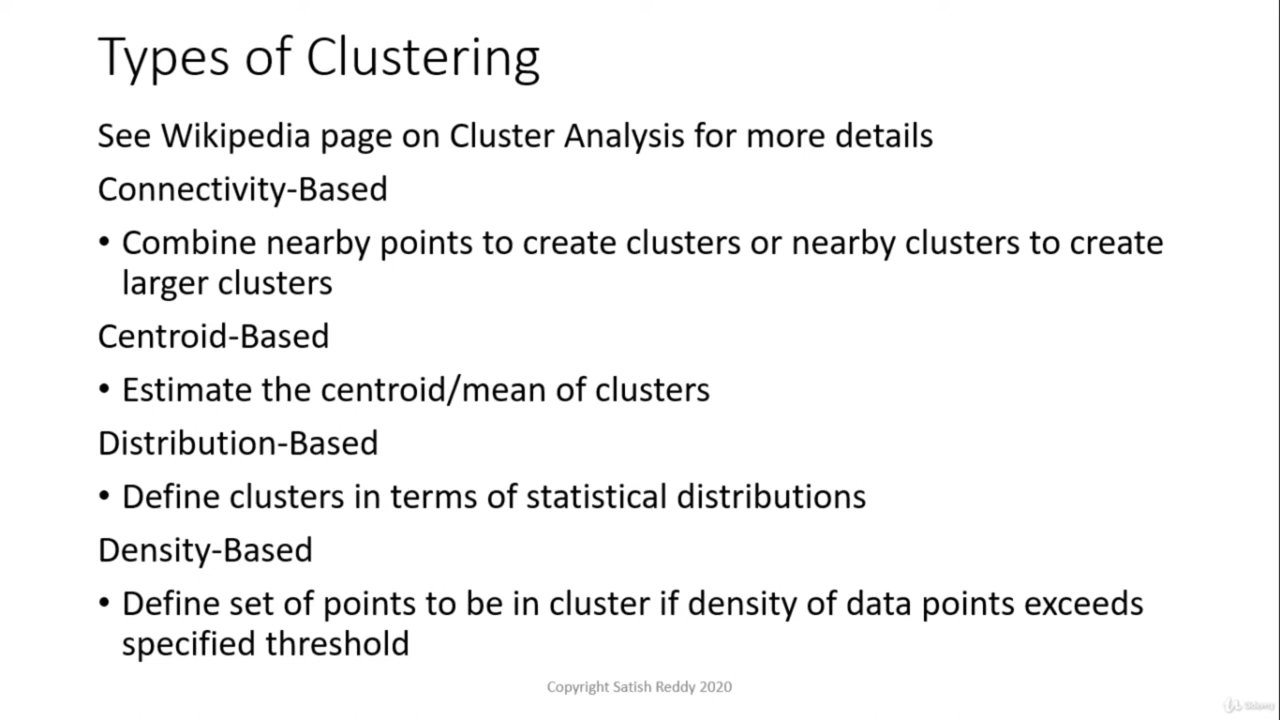 Types of Clustering
See Wikipedia page on Cluster Analysis for more details
Connectivity-Based
• Combine nearby points to create clusters or nearby clusters to create
larger clusters
Centroid-Based
• Estimate the centroid/mean of clusters
Distribution-Based
• Define clusters in terms of statistical distributions
Density-Based
• Define set of points to be in cluster if density of data points exceeds
specified threshold
Copyright Satish Reddy 2020
Udemy